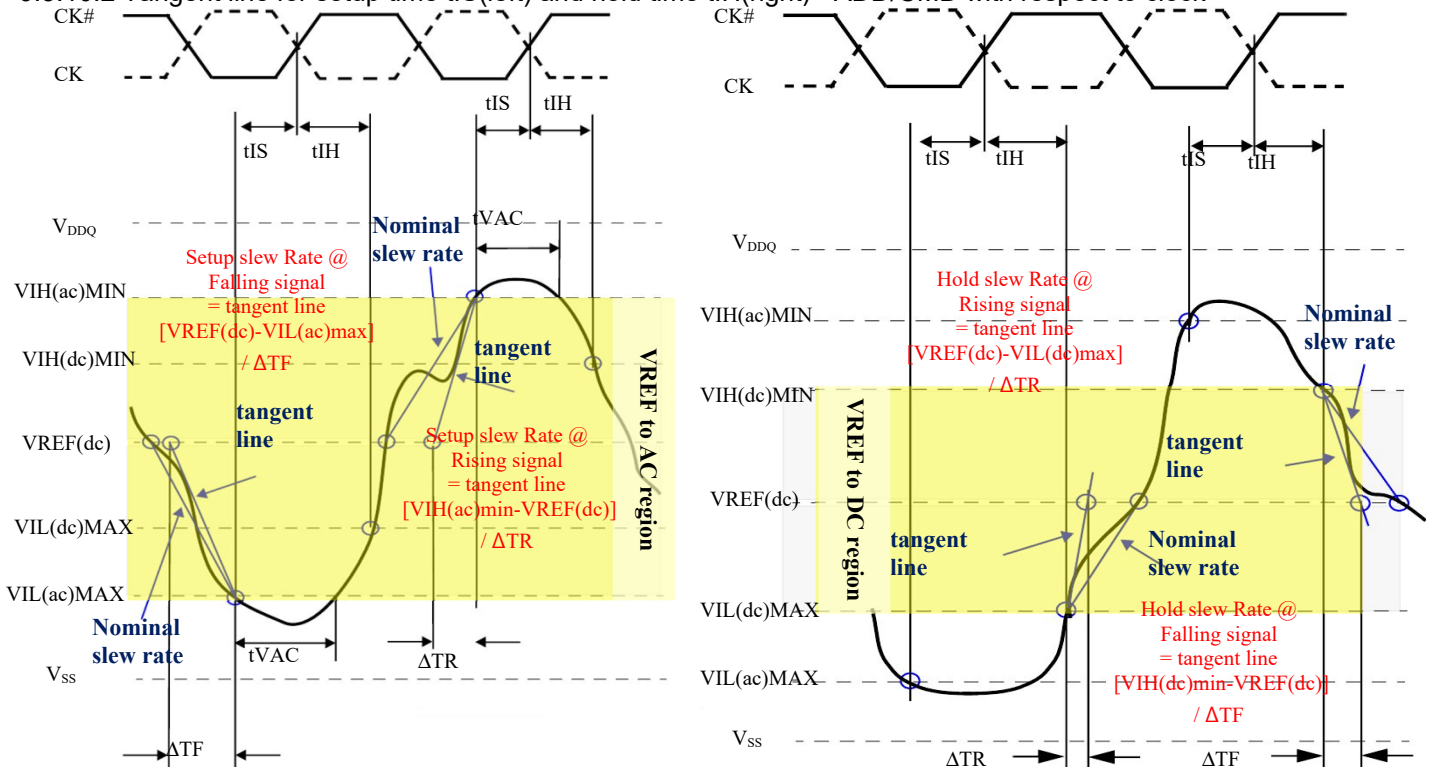 CK#
CK
tIS
tIH
tIS
tIH
VDDQ
VIH(ac)MIN
VIH(dc)MIN
VREF(dc)
VIL(dc)MAX
VIL(ac)MAX
VSS
Setup slew Rate @
Falling signal
= tangent line
[VREF(dc)-VIL(ac)max]
/ ΔTF
Nominal
slew rate
tVAC
tangent
line
tangent
line
Setup slew Rate @
Rising signal
= tangent line
[VIH(ac)min-VREF(dc)]
/ ΔTR
VREF to AC region
Nominal
slew rate
tVAC
ΔTR
ΔTF
CK#
CK
tIS
tIH
tIS
tIH
VDDQ
VIH(ac)MIN
VIH(dc)MIN
VREF(dc)
VIL(dc)MAX
VIL(ac)MAX
VSS
Hold slew Rate @
Rising signal
= tangent line
[VREF(dc)-VIL(dc)max]
/ ΔTR
Nominal
slew rate
VREF to DC region
tangent
line
tangent
line
Nominal
slew rate
Hold slew Rate @
Falling signal
= tangent line
[VIH(dc)min-VREF(dc)]
/ ΔTF
ΔTR
ΔTF